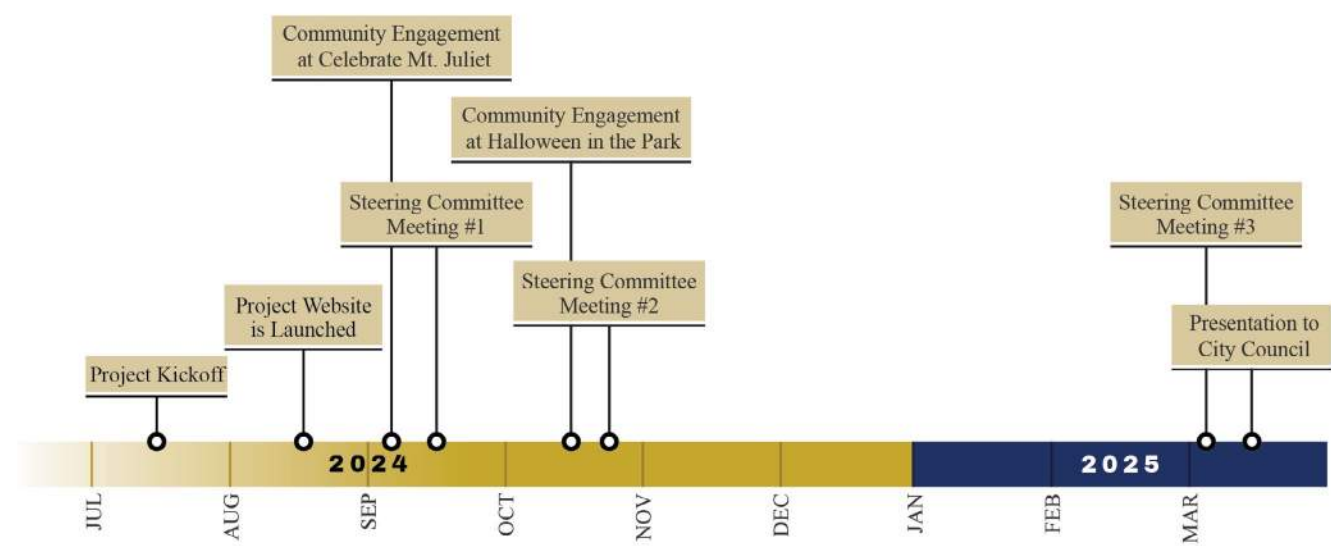 Community Engagement
at Celebrate Mt. Juliet
Community Engagement
at Halloween in the Park
Steering Committee
Meeting #1
Steering Committee
Meeting #3
Steering Committee
Meeting #2
Project Website
is Launched
Presentation to
City Council
Project Kickoff
2024
2025
JUL
AUG
SEP
OCT
NOV
DEC
JAN
FEB
MAR